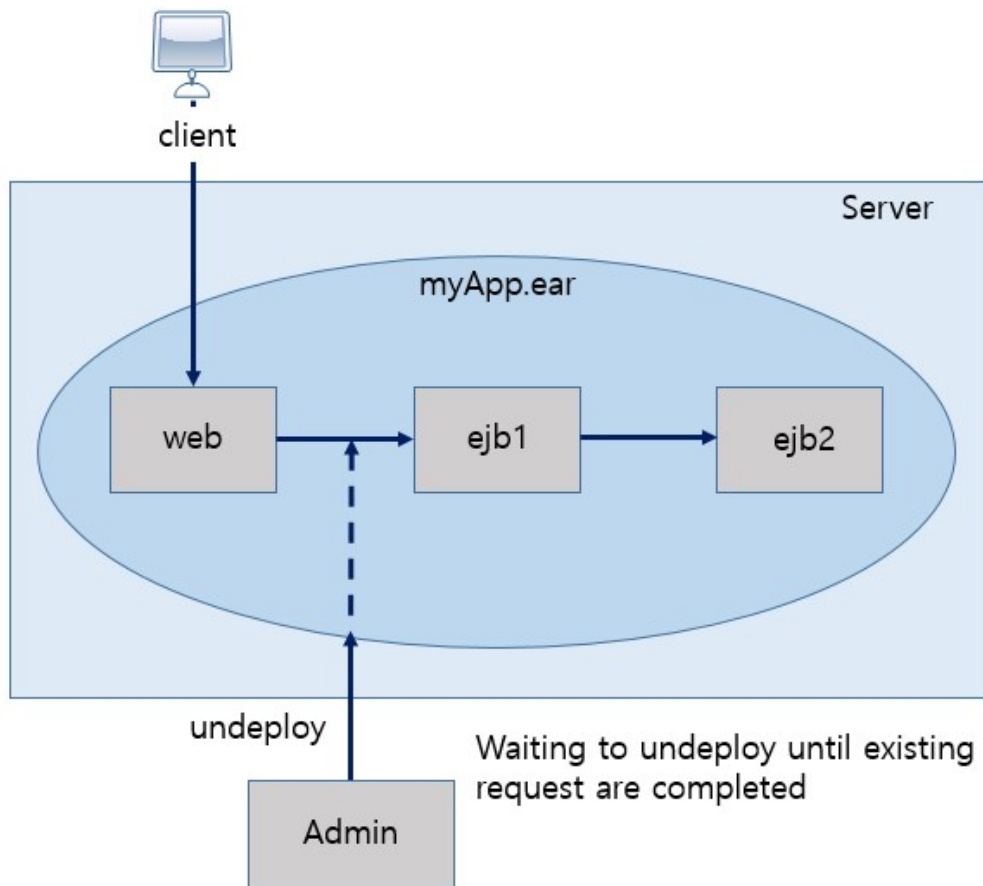 client
Server
myApp.ear
web
ejb1
ejb2
undeploy
Waiting to undeploy until existing
request are completed
Admin